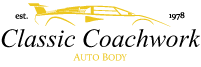 est. 1978
Classic Coachwork
AUTO BODY